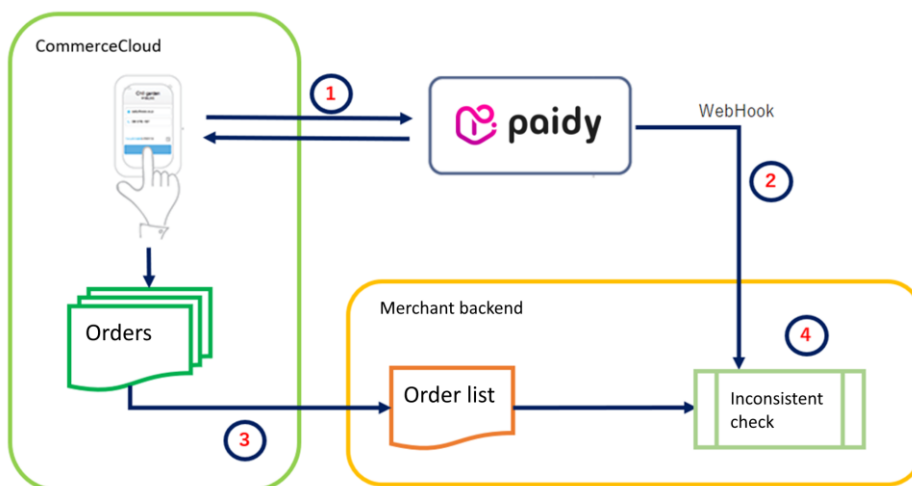 CommerceCloud
1
paidy
WebHook
2
Merchant backend
Orders
4
Order list
Inconsistent
check
3